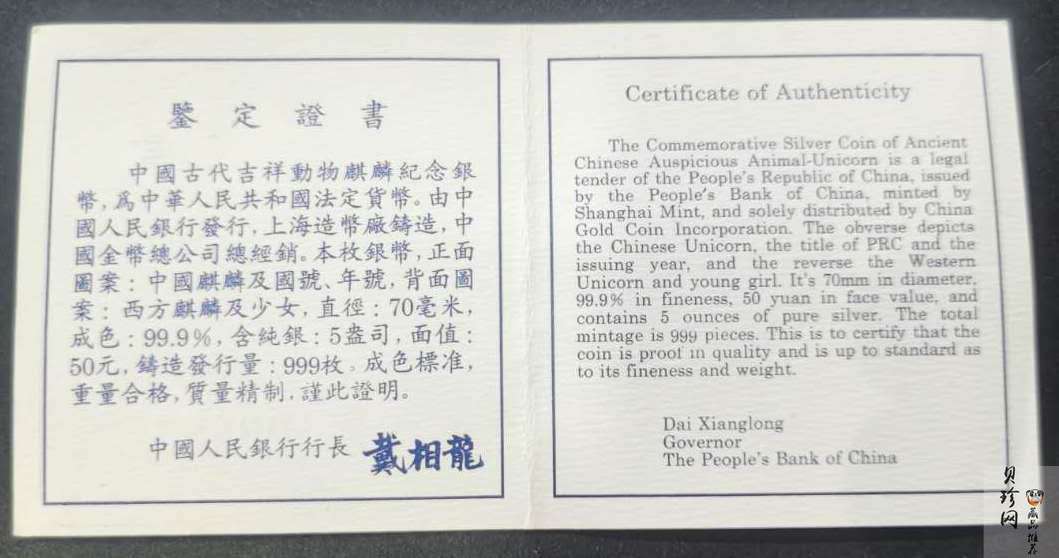 鑒定證書
中國古代吉祥動物麒麟紀念銀
幣,爲中華人民共和國法定貨幣。由中
國人民銀行發行,上海造幣廠鑄造,中
國金幣總公司總經銷。本枚銀幣,正面
圖案:中國麒麟及國號、年號,背面圖
案:西方麒麟及少女,直徑:70毫米,
成色:99.9%,含純銀:5盎司,面值:
50元,鑄造發行量:999枚。成色標准,
重量合格,質量精制,謹此證明。
中國人民銀行行長 戴相龍
Certificate of Authenticity
The Commemorative Silver Coin of Ancient
Chinese Auspicious Animal-Unicorn is a legal
tender of the People's Republic of China, issued
by the People's Bank of China, minted by
Shanghai Mint, and solely distributed by China
Gold Coin Incorporation. The obverse depicts
the Chinese Unicorn, the title of PRC and the
issuing year, and the reverse the Western
Unicorn and young girl. It's 70mm in diameter,
99.9% in fineness, 50 yuan in face value, and
contains 5 ounces of pure silver. The total
mintage is 999 pieces. This is to certify that the
coin is proof in quality and is up to standard as
to its fineness and weight.
Dai Xianglong
Governor
The People's Bank of China
贝珍网
藏品推荐